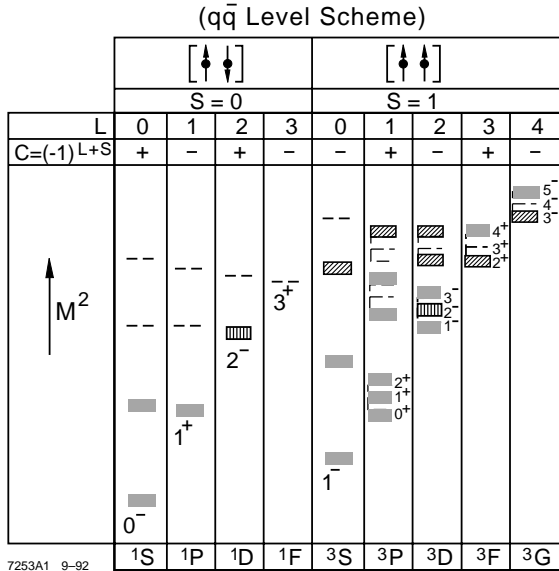 (qq̄ Level Scheme)
S = 0 S = 1
L 0 1 2 3 0 1 2 3 4
C=(-1)^L+S + − + − − + − + −
5⁻
4⁻
3⁻
4⁺
3⁺
2⁺
3⁺
M²
3⁻
2⁻
1⁻
2⁻
2⁺
1⁺
0⁺
1⁺
1⁻
0⁻
¹S ¹P ¹D ¹F ³S ³P ³D ³F ³G
7253A1 9–92